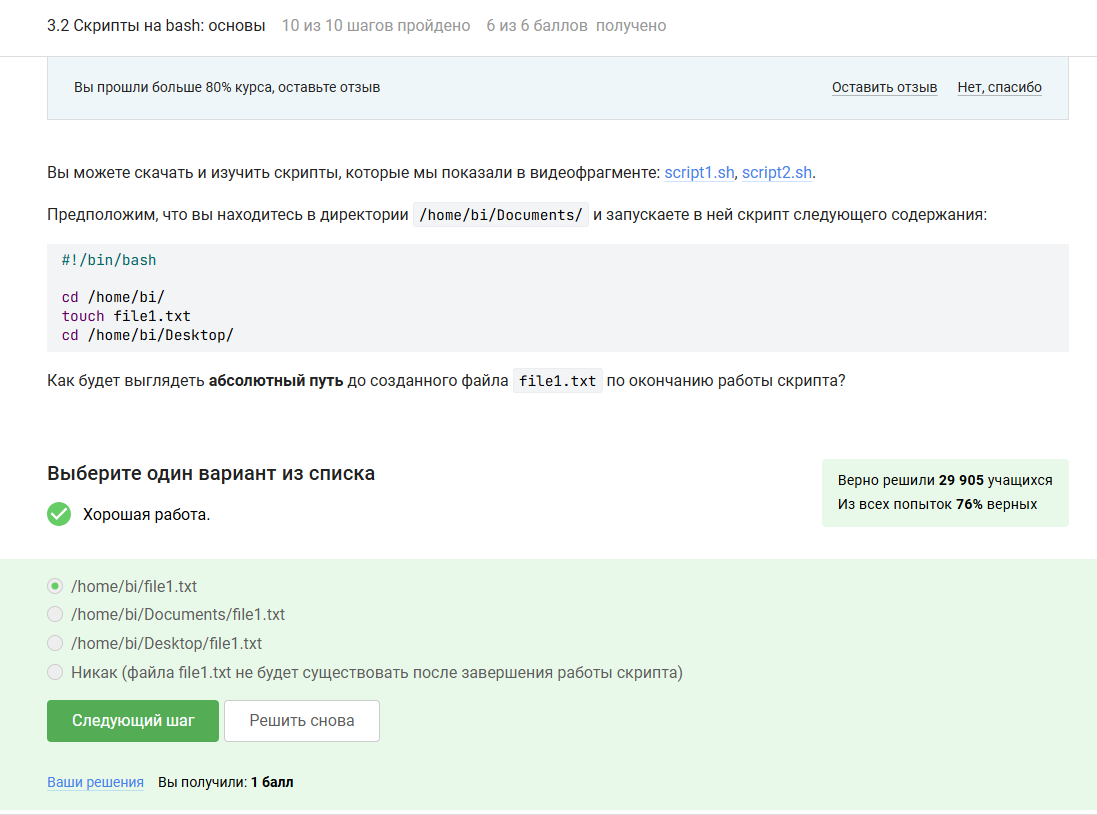 3.2 Скрипты на bash: основы 10 из 10 шагов пройдено 6 из 6 баллов получено
Вы прошли больше 80% курса, оставьте отзыв Оставить отзыв Нет, спасибо
Вы можете скачать и изучить скрипты, которые мы показали в видеофрагменте: script1.sh, script2.sh.
Предположим, что вы находитесь в директории /home/bi/Documents/ и запускаете в ней скрипт следующего содержания:
#!/bin/bash
cd /home/bi/
touch file1.txt
cd /home/bi/Desktop/
Как будет выглядеть абсолютный путь до созданного файла file1.txt по окончанию работы скрипта?
Выберите один вариант из списка
Хорошая работа.
Верно решили 29 905 учащихся
Из всех попыток 76% верных
/home/bi/file1.txt
/home/bi/Documents/file1.txt
/home/bi/Desktop/file1.txt
Никак (файла file1.txt не будет существовать после завершения работы скрипта)
Следующий шаг Решить снова
Ваши решения Вы получили: 1 балл